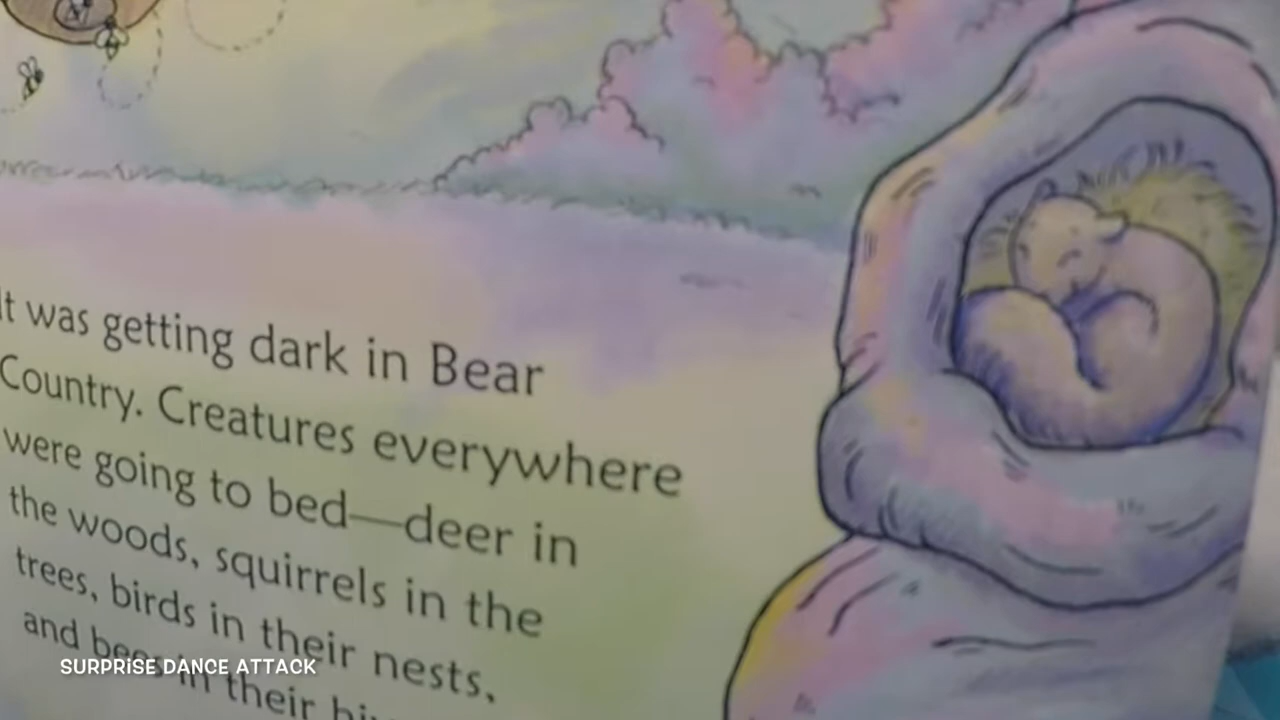 It was getting dark in Bear
Country. Creatures everywhere
were going to bed—deer in
the woods, squirrels in the
trees, birds in their nests,
and bees in their
SURPRiSE DANCE ATTACK